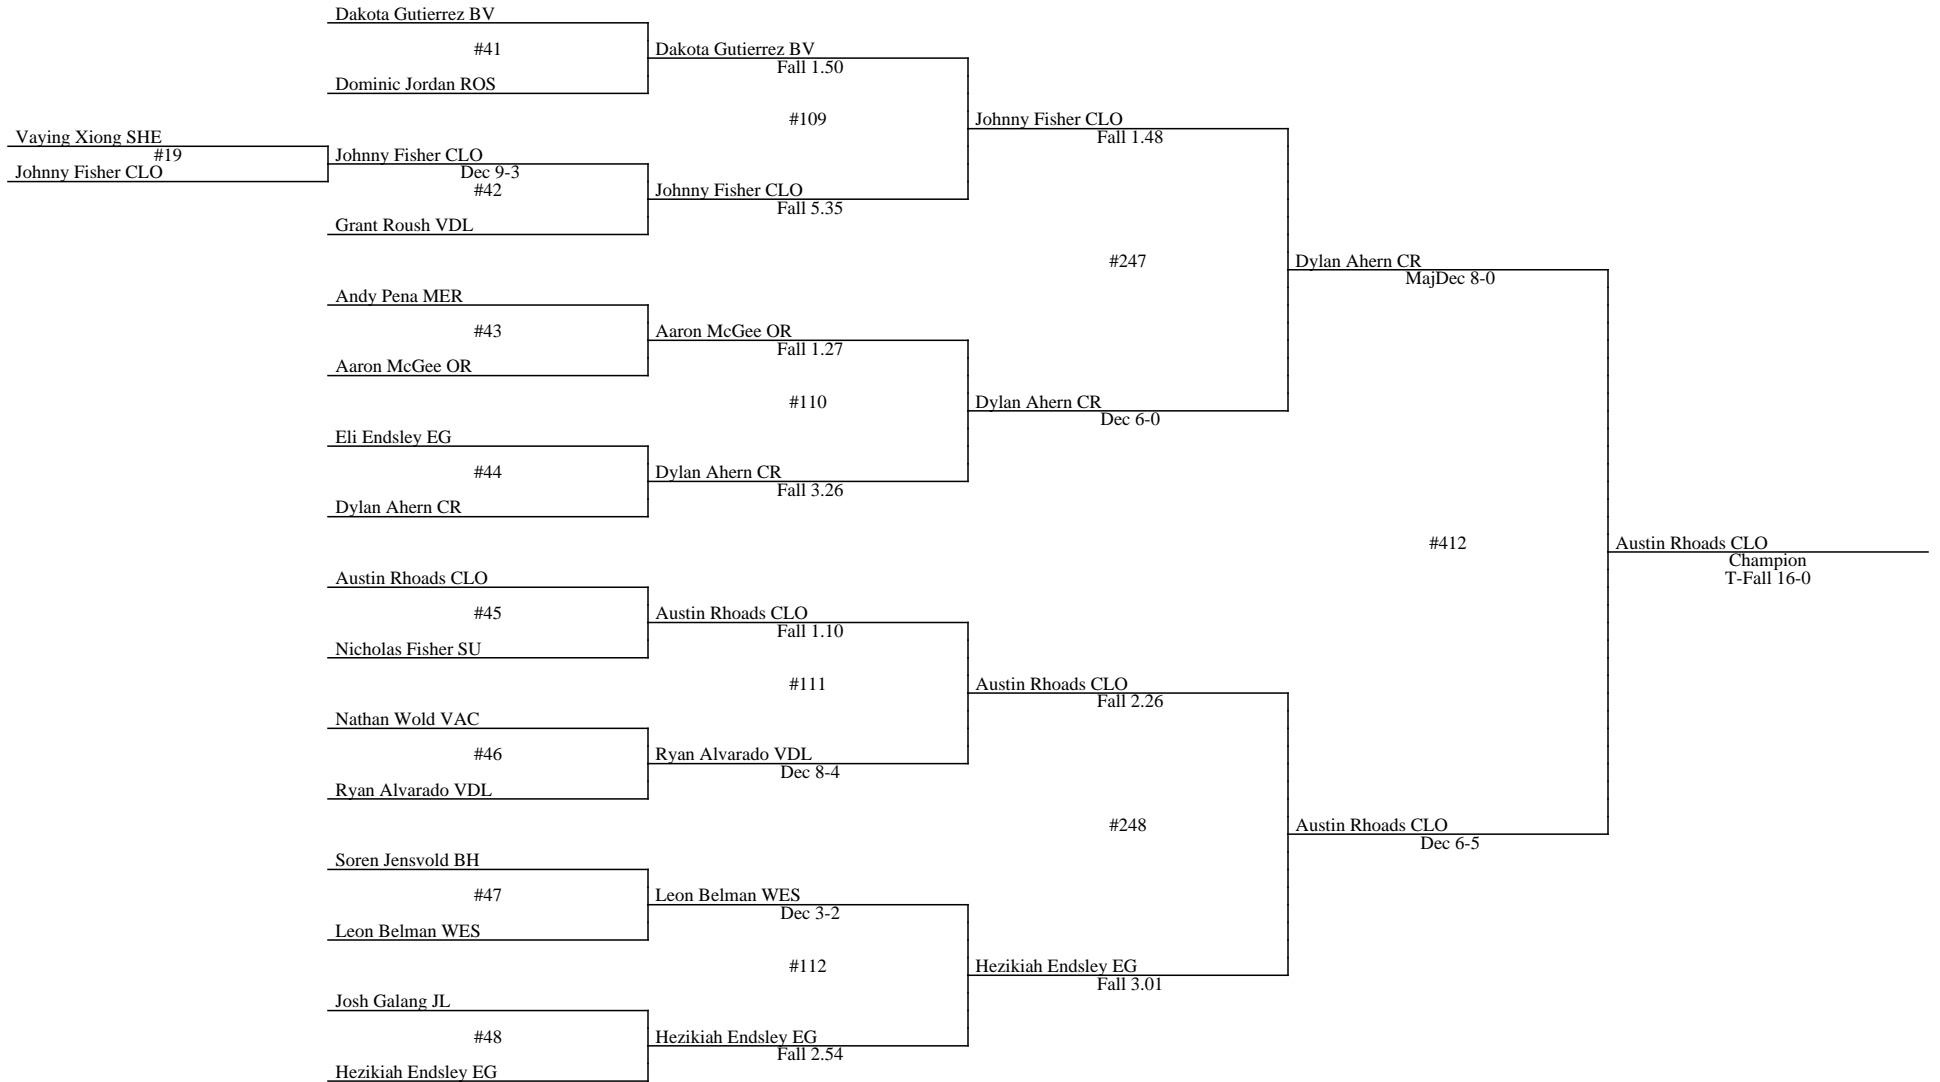 Dakota Gutierrez BV
#41
Dakota Gutierrez BV
Fall 1.50
Dominic Jordan ROS
#109
Johnny Fisher CLO
Fall 1.48
Vaying Xiong SHE
#19
Johnny Fisher CLO
Johnny Fisher CLO
Dec 9-3
#42
Johnny Fisher CLO
Fall 5.35
Grant Roush VDL
#247
Dylan Ahern CR
MajDec 8-0
Andy Pena MER
#43
Aaron McGee OR
Fall 1.27
Aaron McGee OR
#110
Dylan Ahern CR
Dec 6-0
Eli Endsley EG
#44
Dylan Ahern CR
Fall 3.26
Dylan Ahern CR
#412
Austin Rhoads CLO
Champion
T-Fall 16-0
Austin Rhoads CLO
#45
Austin Rhoads CLO
Fall 1.10
Nicholas Fisher SU
#111
Austin Rhoads CLO
Fall 2.26
Nathan Wold VAC
#46
Ryan Alvarado VDL
Dec 8-4
Ryan Alvarado VDL
#248
Austin Rhoads CLO
Dec 6-5
Soren Jensvold BH
#47
Leon Belman WES
Dec 3-2
Leon Belman WES
#112
Hezikiah Endsley EG
Fall 3.01
Josh Galang JL
#48
Hezikiah Endsley EG
Fall 2.54
Hezikiah Endsley EG